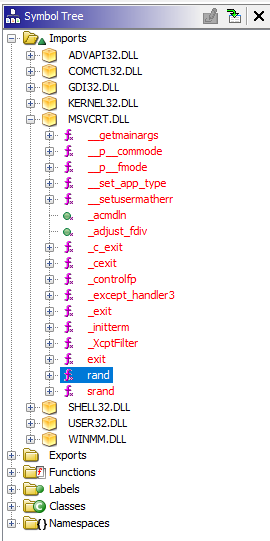 Symbol Tree
Imports
ADVAPI32.DLL
COMCTL32.DLL
GDI32.DLL
KERNEL32.DLL
MSVCRT.DLL
__getmainargs
__p__commode
__p__fmode
__set_app_type
__setusermatherr
_acmdln
_adjust_fdiv
_c_exit
_cexit
_controlfp
_except_handler3
_exit
_initterm
_XcptFilter
exit
rand
srand
SHELL32.DLL
USER32.DLL
WINMM.DLL
Exports
Functions
Labels
Classes
Namespaces